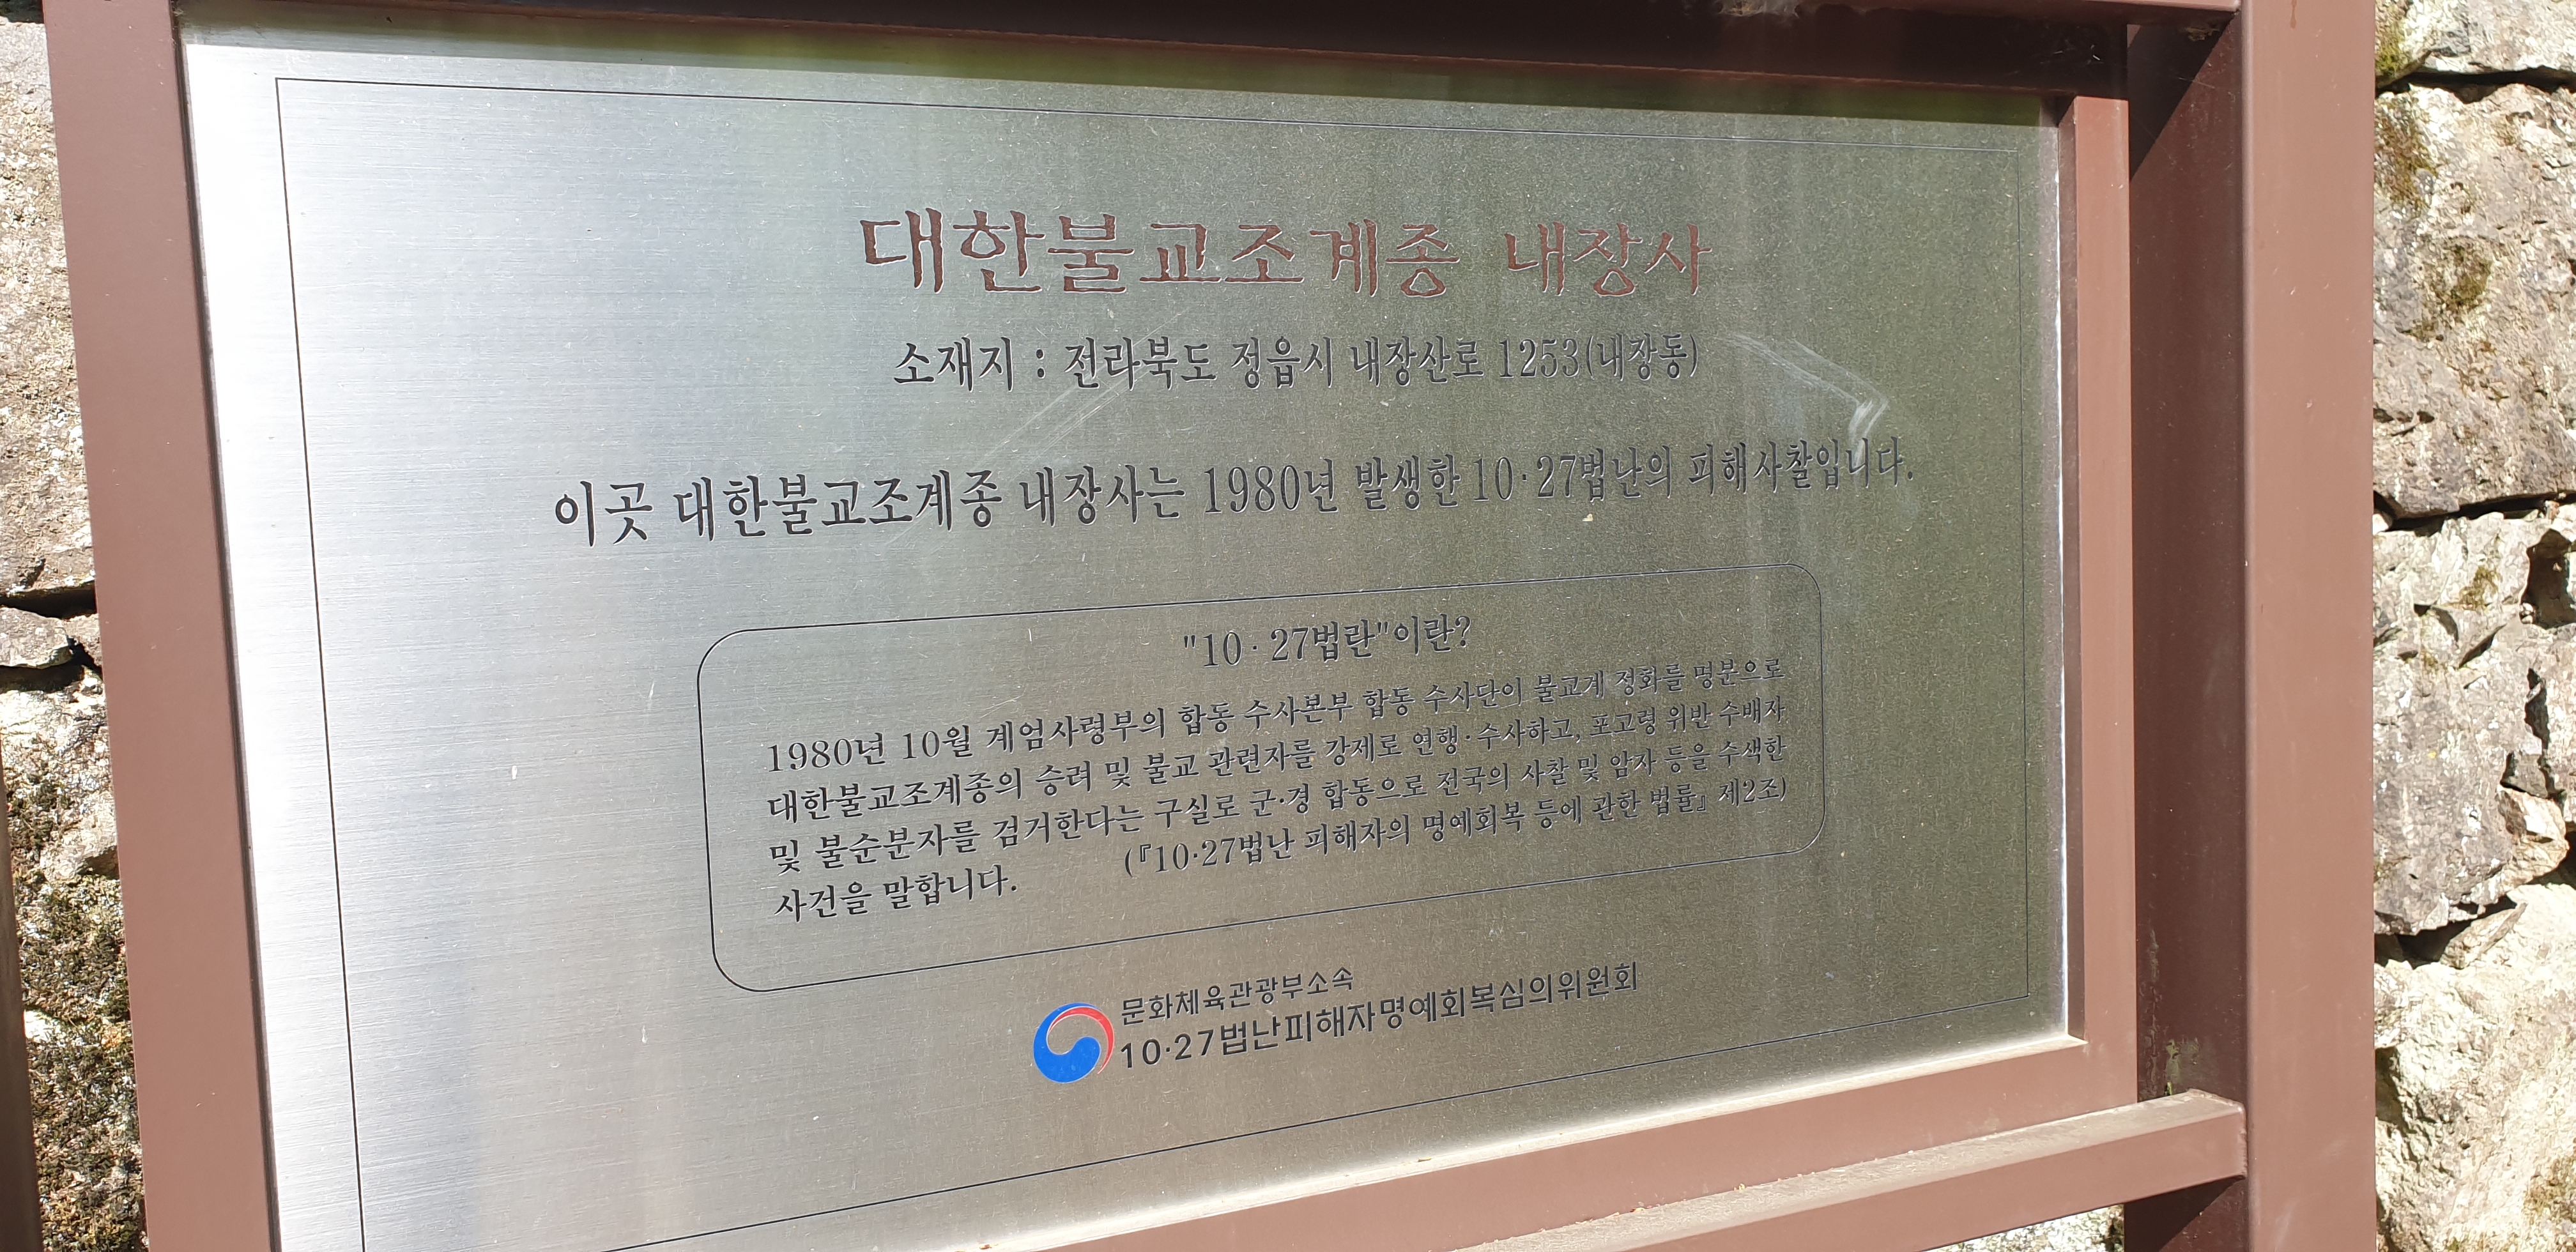 대한불교조계종 내장사
소재지 : 전라북도 정읍시 내장산로 1253(내장동)
이곳 대한불교조계종 내장사는 1980년 발생한 10·27법난의 피해사찰입니다.
"10·27법란"이란?
1980년 10월 계엄사령부의 합동 수사본부 합동 수사단이 불교계 정화를 명분으로
대한불교조계종의 승려 및 불교 관련자를 강제로 연행·수사하고, 포고령 위반 수배자
및 불순분자를 검거한다는 구실로 군·경 합동으로 전국의 사찰 및 암자 등을 수색한
사건을 말합니다. (『10·27법난 피해자의 명예회복 등에 관한 법률』 제2조)
문화체육관광부소속
10·27법난피해자명예회복심의위원회